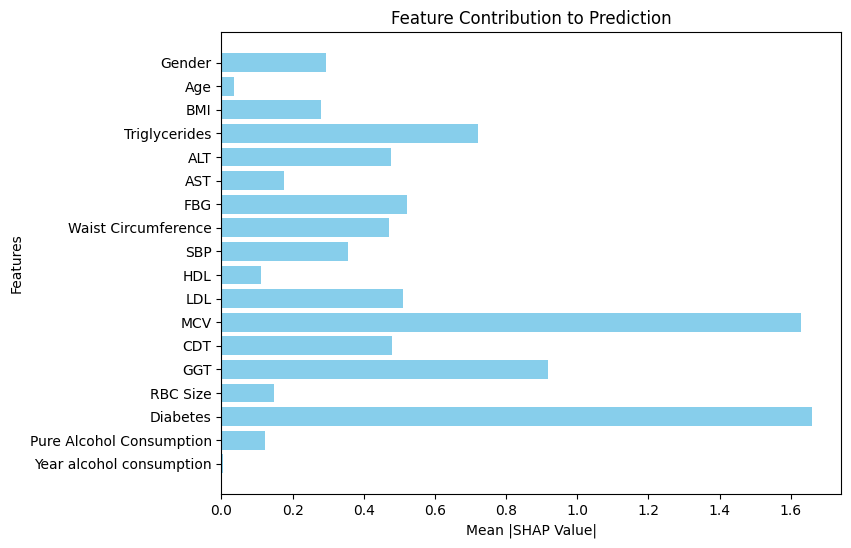 Feature Contribution to Prediction
Features
Gender
Age
BMI
Triglycerides
ALT
AST
FBG
Waist Circumference
SBP
HDL
LDL
MCV
CDT
GGT
RBC Size
Diabetes
Pure Alcohol Consumption
Year alcohol consumption
0.0 0.2 0.4 0.6 0.8 1.0 1.2 1.4 1.6
Mean |SHAP Value|